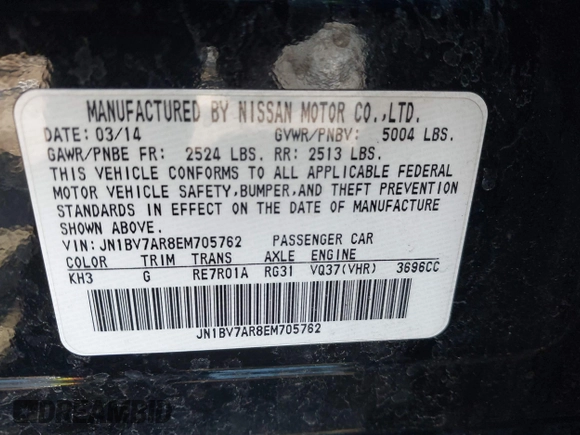 MANUFACTURED BY NISSAN MOTOR CO.,LTD.
DATE: 03/14 GVWR/PNBV: 5004 LBS.
GAWR/PNBE FR: 2524 LBS. RR: 2513 LBS.
THIS VEHICLE CONFORMS TO ALL APPLICABLE FEDERAL
MOTOR VEHICLE SAFETY,BUMPER,AND THEFT PREVENTION
STANDARDS IN EFFECT ON THE DATE OF MANUFACTURE
SHOWN ABOVE.
VIN: JN1BV7AR8EM705762 PASSENGER CAR
COLOR TRIM TRANS AXLE ENGINE
KH3 G RE7R01A RG31 VQ37(VHR) 3696CC
JN1BV7AR8EM705762
DREAMBID